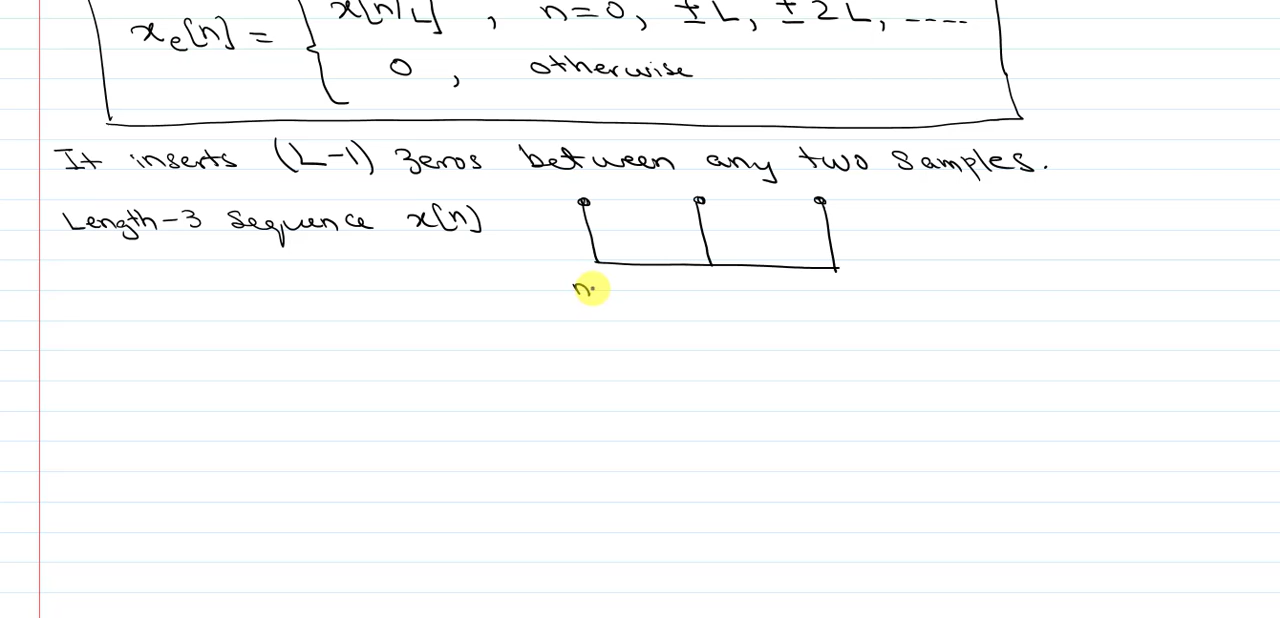 x[n/L] , n=0, ±L, ±2L, ----
xe[n] = {
0 , otherwise
It inserts (L-1) zeros between any two samples.
Length-3 sequence x[n]
n